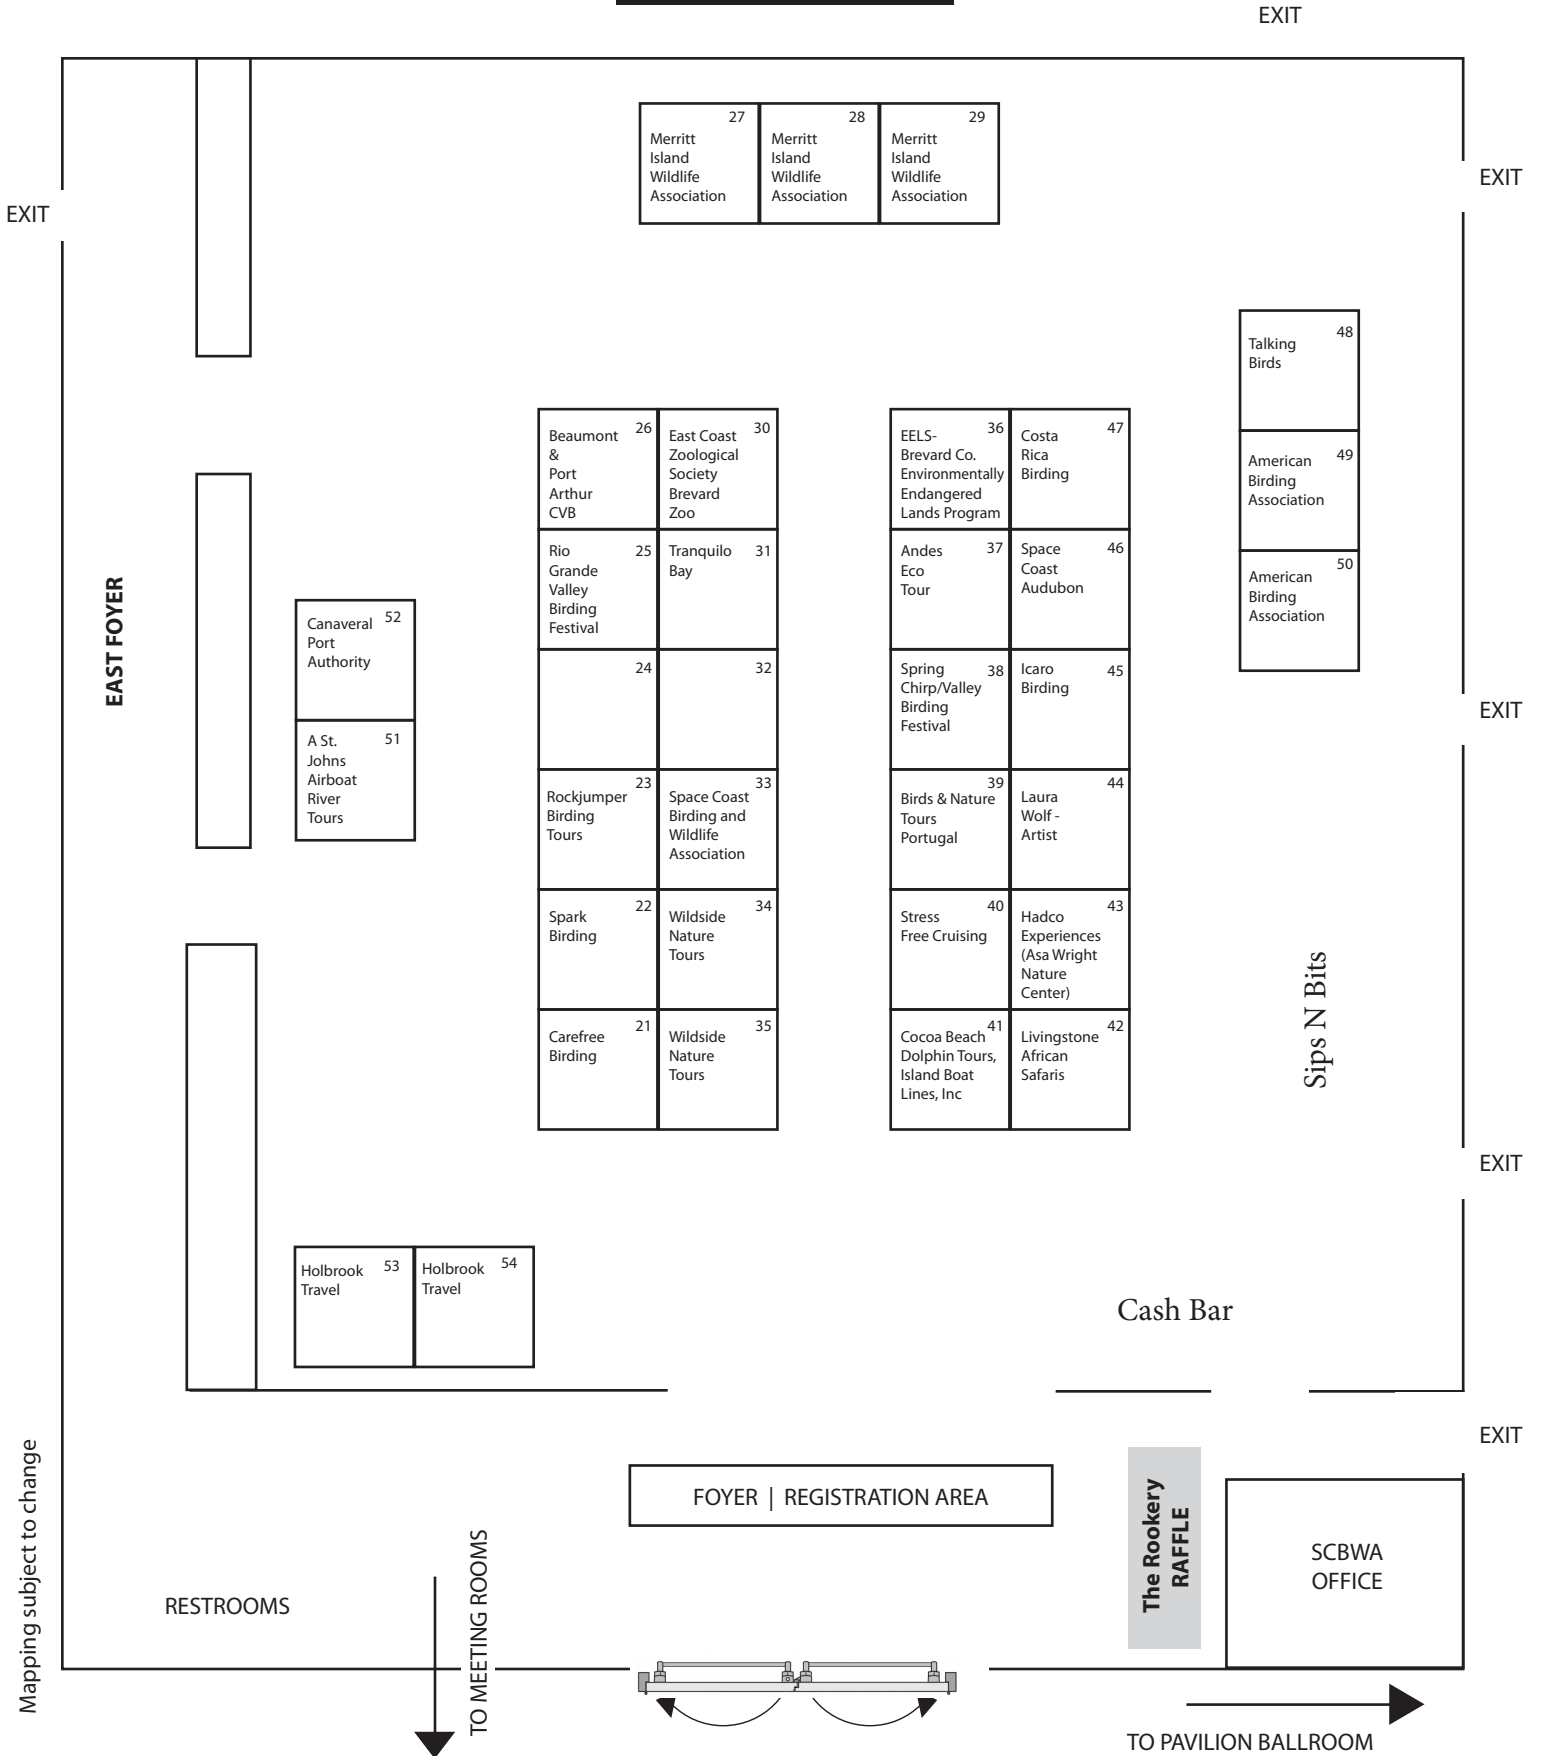 EXIT
27
Merritt
Island
Wildlife
Association
28
Merritt
Island
Wildlife
Association
29
Merritt
Island
Wildlife
Association
EXIT
EXIT
48
Talking
Birds
49
American
Birding
Association
50
American
Birding
Association
26
Beaumont
&
Port
Arthur
CVB
30
East Coast
Zoological
Society
Brevard
Zoo
36
EELS-
Brevard Co.
Environmentally
Endangered
Lands Program
47
Costa
Rica
Birding
25
Rio
Grande
Valley
Birding
Festival
31
Tranquilo
Bay
37
Andes
Eco
Tour
46
Space
Coast
Audubon
EAST FOYER
52
Canaveral
Port
Authority
51
A St.
Johns
Airboat
River
Tours
24
32
38
Spring
Chirp/Valley
Birding
Festival
45
Icaro
Birding
EXIT
23
Rockjumper
Birding
Tours
33
Space Coast
Birding and
Wildlife
Association
39
Birds & Nature
Tours
Portugal
44
Laura
Wolf -
Artist
22
Spark
Birding
34
Wildside
Nature
Tours
40
Stress
Free Cruising
43
Hadco
Experiences
(Asa Wright
Nature
Center)
21
Carefree
Birding
35
Wildside
Nature
Tours
41
Cocoa Beach
Dolphin Tours,
Island Boat
Lines, Inc
42
Livingstone
African
Safaris
Sips N Bits
EXIT
53
Holbrook
Travel
54
Holbrook
Travel
Cash Bar
EXIT
Mapping subject to change
FOYER | REGISTRATION AREA
The Rookery
RAFFLE
SCBWA
OFFICE
RESTROOMS
TO MEETING ROOMS
TO PAVILION BALLROOM